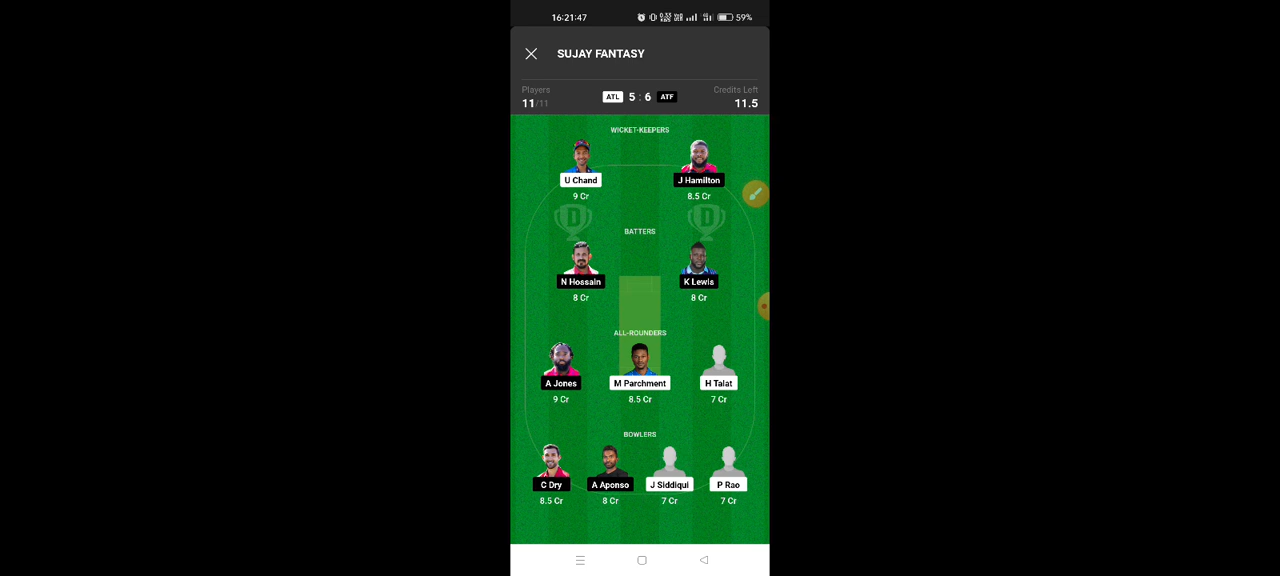 16:21:47 59%
SUJAY FANTASY
Players Credits Left
11/11 ATL 5 : 6 ATF 11.5
WICKET-KEEPERS
U Chand J Hamilton
9 Cr 8.5 Cr
D D
BATTERS
N Hossain K Lewis
8 Cr 8 Cr
ALL-ROUNDERS
A Jones M Parchment H Talat
9 Cr 8.5 Cr 7 Cr
BOWLERS
C Dry A Aponso J Siddiqui P Rao
8.5 Cr 8 Cr 7 Cr 7 Cr